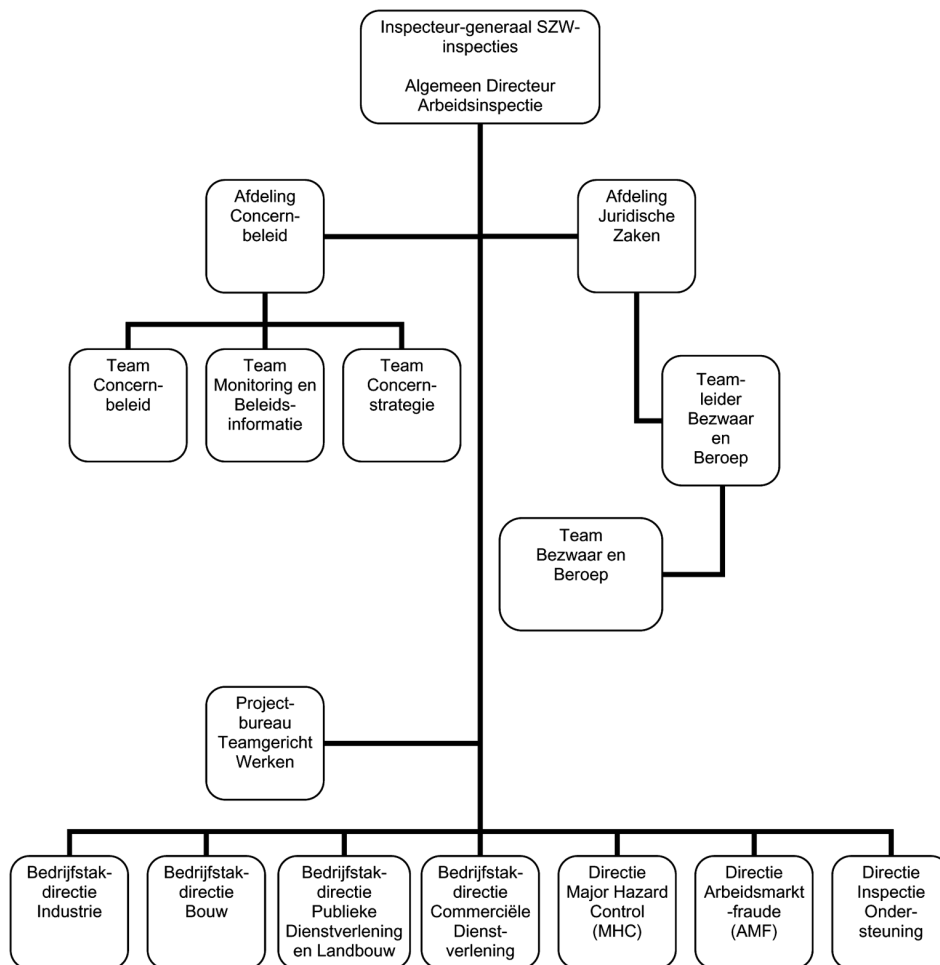 Inspecteur-generaal SZW-
inspecties
Algemeen Directeur
Arbeidsinspectie
Afdeling
Concern-
beleid
Afdeling
Juridische
Zaken
Team
Concern-
beleid
Team
Monitoring en
Beleids-
informatie
Team
Concern-
strategie
Team-
leider
Bezwaar
en
Beroep
Team
Bezwaar en
Beroep
Project-
bureau
Teamgericht
Werken
Bedrijfstak-
directie
Industrie
Bedrijfstak-
directie
Bouw
Bedrijfstak-
directie
Publieke
Dienstverlening
en Landbouw
Bedrijfstak-
directie
Commerciële
Dienst-
verlening
Directie
Major Hazard
Control
(MHC)
Directie
Arbeidsmarkt
-fraude
(AMF)
Directie
Inspectie
Onder-
steuning